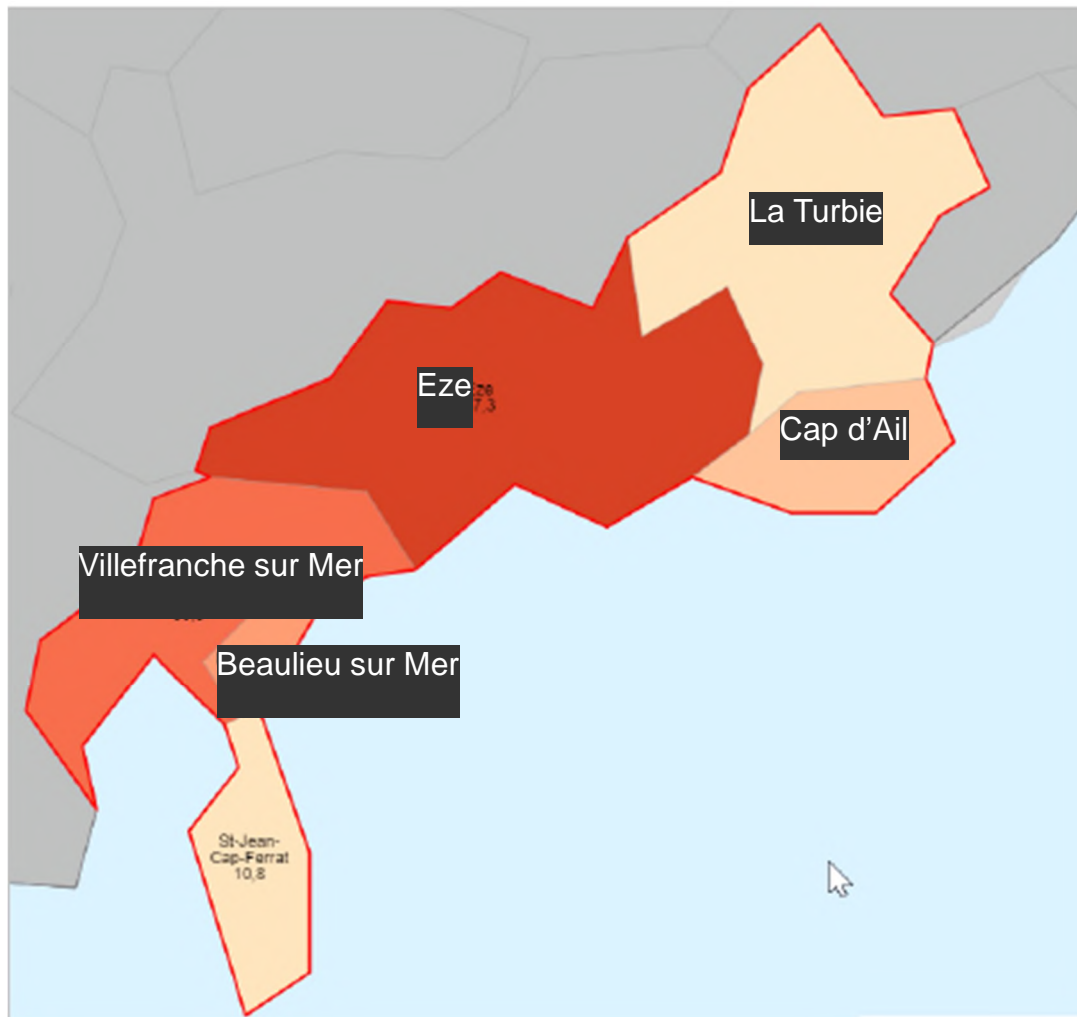 La Turbie
Eze
Cap d’Ail
Villefranche sur Mer
Beaulieu sur Mer
St-Jean-
Cap-Ferrat
10,8